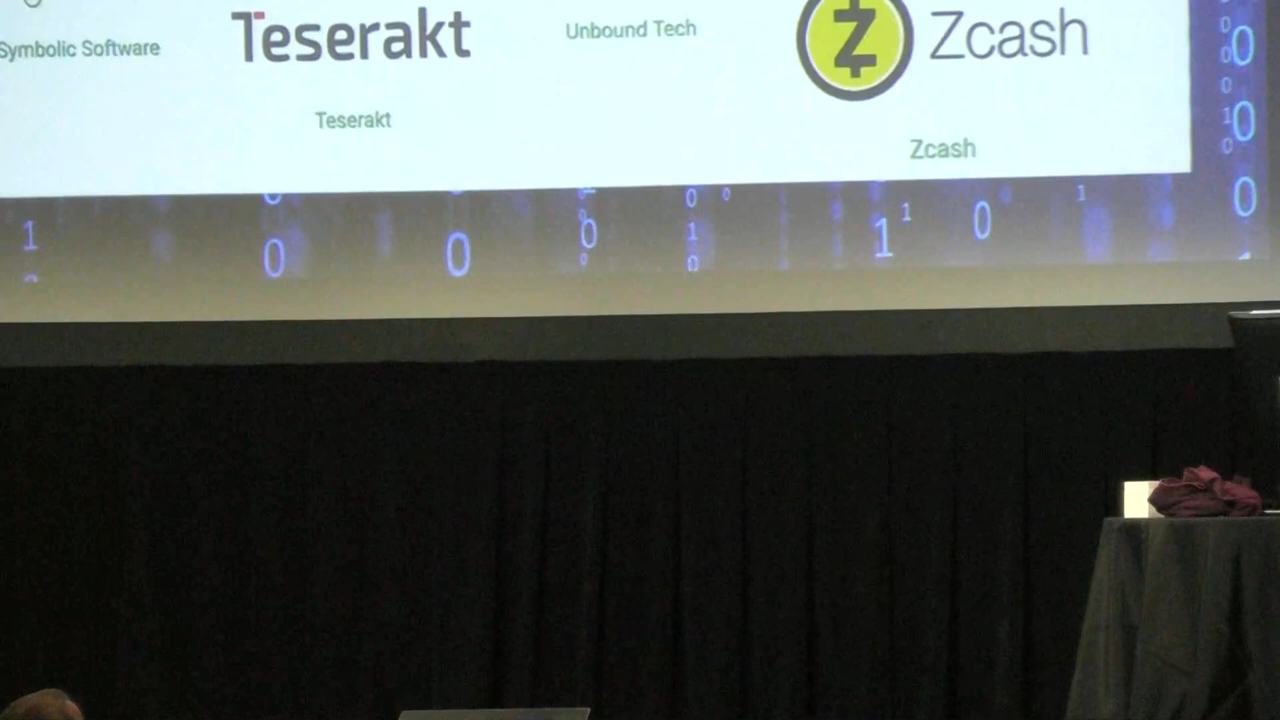 Symbolic Software
Teserakt
Teserakt
Unbound Tech
Zcash
Zcash